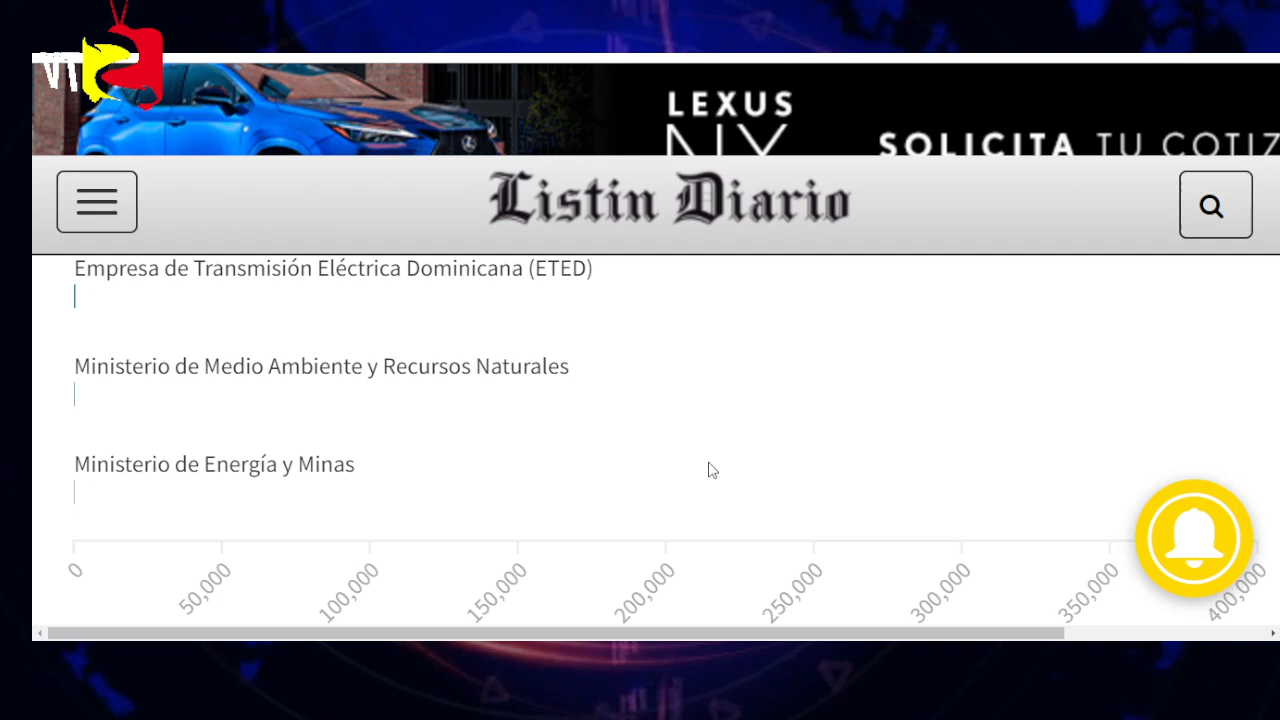 VT
LEXUS
NX
SOLICITA TU COTIZ
Listin Diario
Empresa de Transmisión Eléctrica Dominicana (ETED)
Ministerio de Medio Ambiente y Recursos Naturales
Ministerio de Energía y Minas
0
50,000
100,000
150,000
200,000
250,000
300,000
350,000
400,000